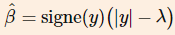 β̂ = signe(y)(|y| − λ)